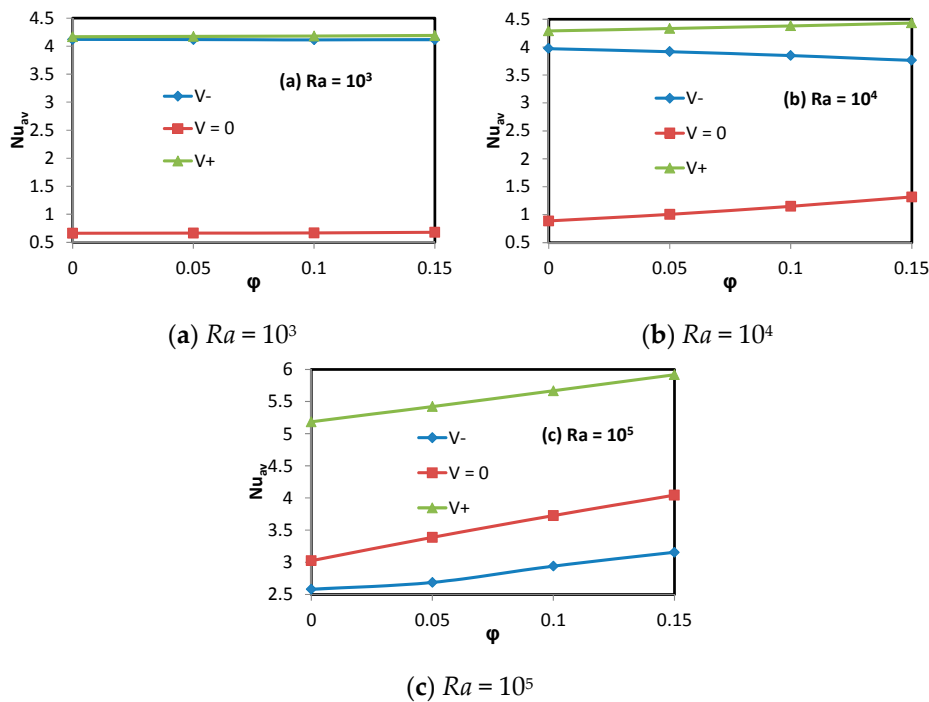 4.5
4
3.5
3
2.5
2
1.5
1
0.5
Nu_av
(a) Ra = 10³
V-
V = 0
V+
0 0.05 0.1 0.15
φ
(a) Ra = 10³
4.5
4
3.5
3
2.5
2
1.5
1
0.5
Nu_av
(b) Ra = 10⁴
V-
V = 0
V+
0 0.05 0.1 0.15
φ
(b) Ra = 10⁴
6
5.5
5
4.5
4
3.5
3
2.5
Nu_av
(c) Ra = 10⁵
V-
V = 0
V+
0 0.05 0.1 0.15
φ
(c) Ra = 10⁵